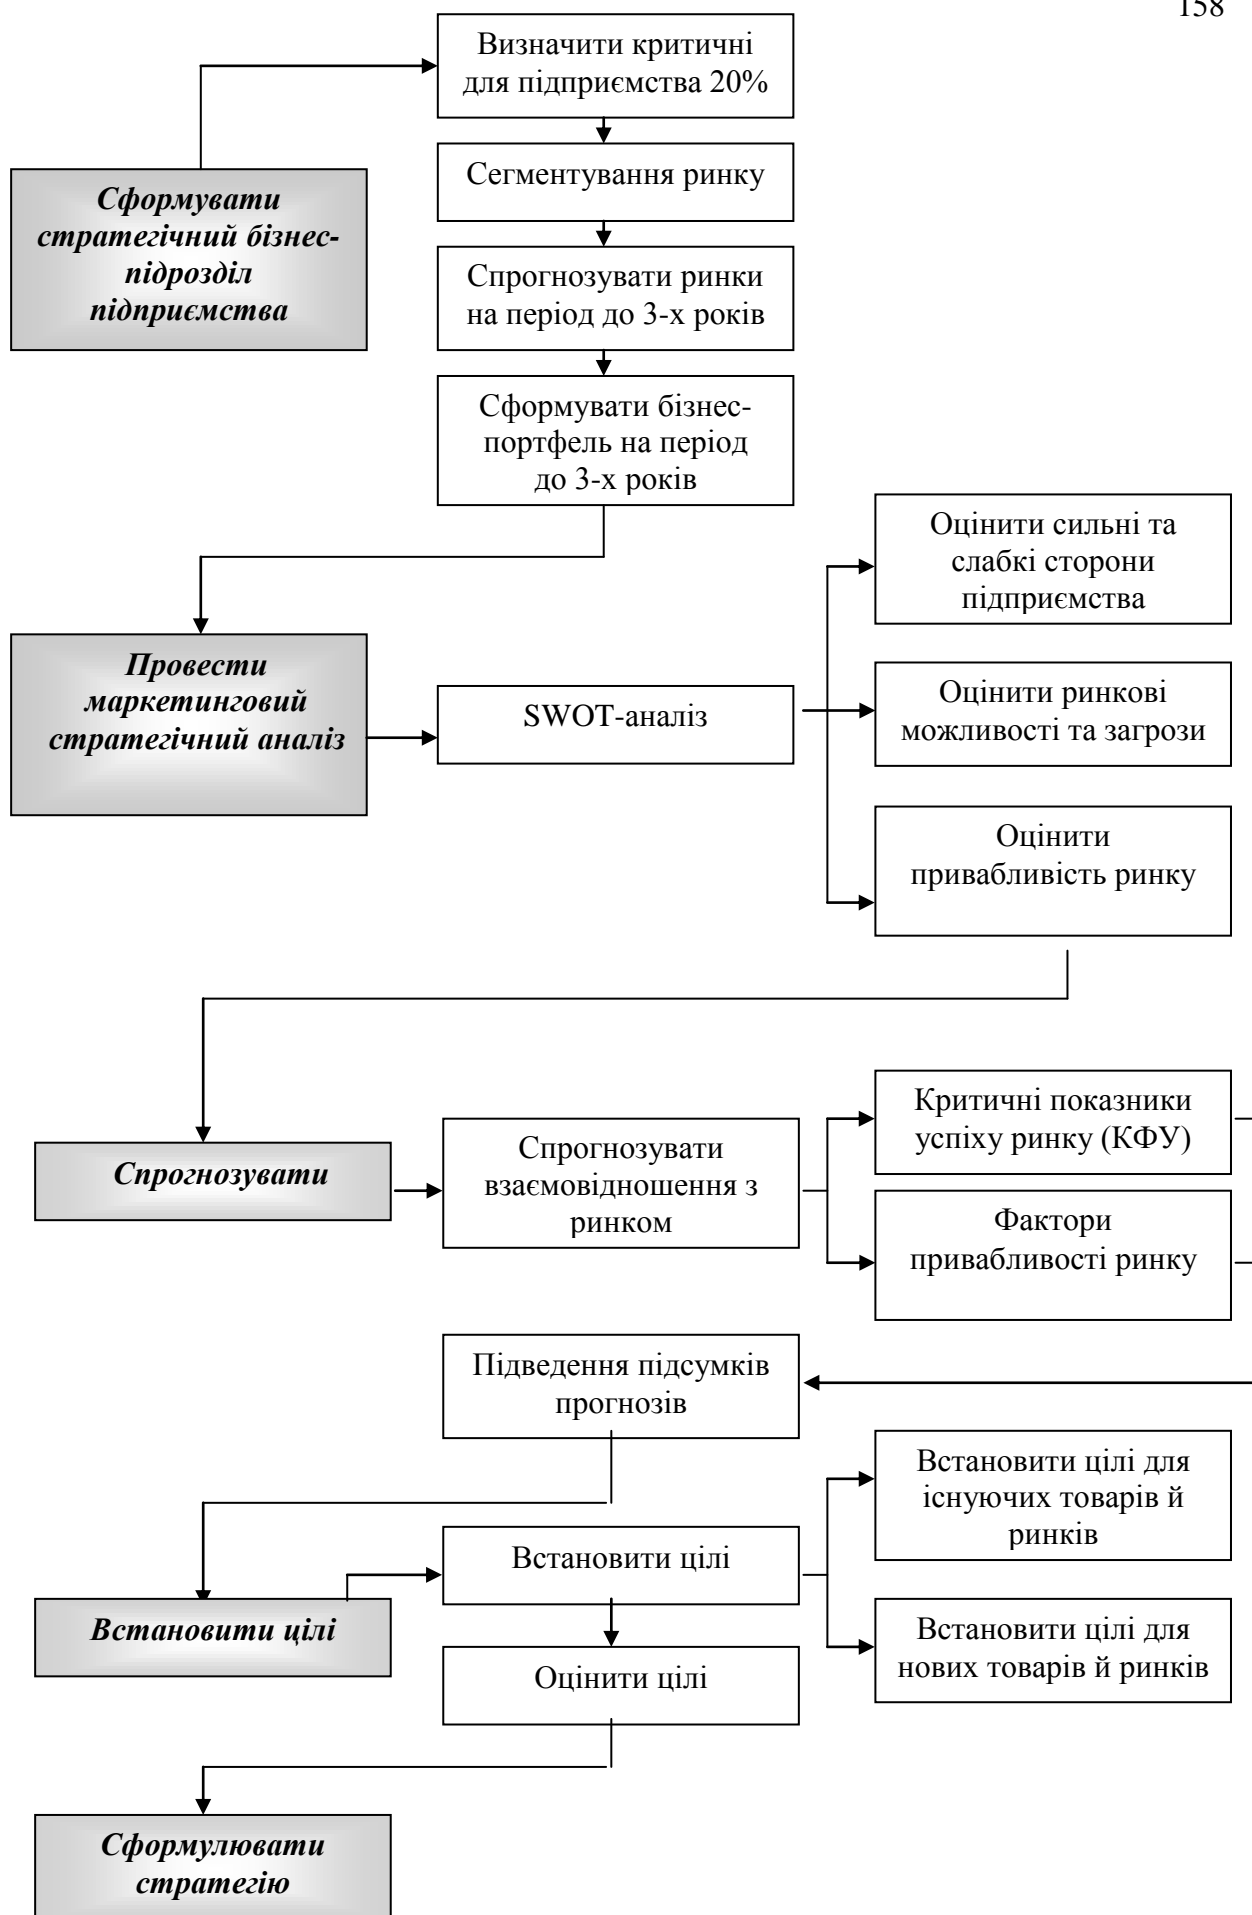 158
Визначити критичні
для підприємства 20%
Сегментування ринку
Сформувати
стратегічний бізнес-
підрозділ
підприємства
Спрогнозувати ринки
на період до 3-х років
Сформувати бізнес-
портфель на період
до 3-х років
Оцінити сильні та
слабкі сторони
підприємства
Провести
маркетинговий
стратегічний аналіз
SWOT-аналіз
Оцінити ринкові
можливості та загрози
Оцінити
привабливість ринку
Критичні показники
успіху ринку (КФУ)
Спрогнозувати
Спрогнозувати
взаємовідношення з
ринком
Фактори
привабливості ринку
Підведення підсумків
прогнозів
Встановити цілі для
існуючих товарів й
ринків
Встановити цілі
Встановити цілі
Встановити цілі для
нових товарів й ринків
Оцінити цілі
Сформулювати
стратегію